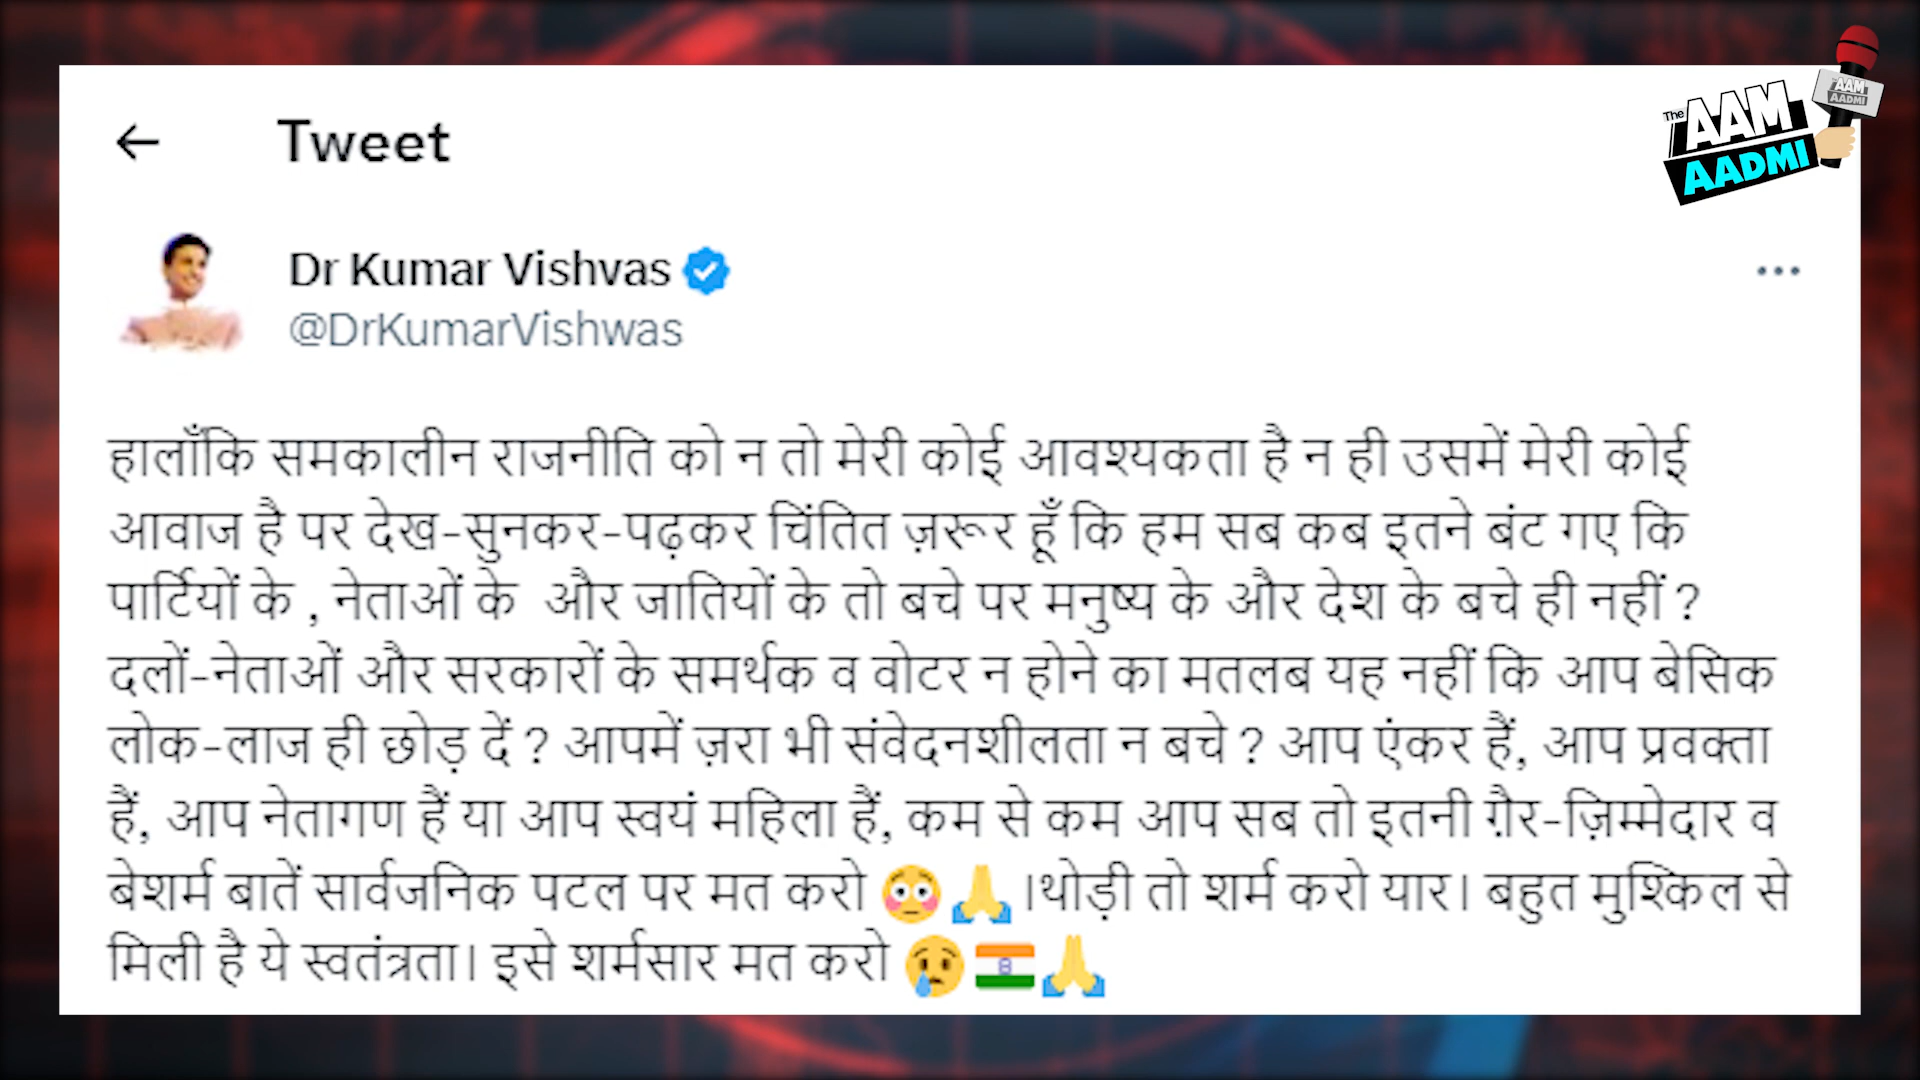 The AAM AADMI
AAM AADMI
← Tweet
Dr Kumar Vishvas
@DrKumarVishwas
हालाँकि समकालीन राजनीति को न तो मेरी कोई आवश्यकता है न ही उसमें मेरी कोई
आवाज है पर देख-सुनकर-पढ़कर चिंतित ज़रूर हूँ कि हम सब कब इतने बंट गए कि
पार्टियों के , नेताओं के  और जातियों के तो बचे पर मनुष्य के और देश के बचे ही नहीं ?
दलों-नेताओं और सरकारों के समर्थक व वोटर न होने का मतलब यह नहीं कि आप बेसिक
लोक-लाज ही छोड़ दें ? आपमें ज़रा भी संवेदनशीलता न बचे ? आप एंकर हैं, आप प्रवक्ता
हैं, आप नेतागण हैं या आप स्वयं महिला हैं, कम से कम आप सब तो इतनी ग़ैर-ज़िम्मेदार व
बेशर्म बातें सार्वजनिक पटल पर मत करो 😳🙏 ।थोड़ी तो शर्म करो यार। बहुत मुश्किल से
मिली है ये स्वतंत्रता। इसे शर्मसार मत करो 😢🇮🇳🙏